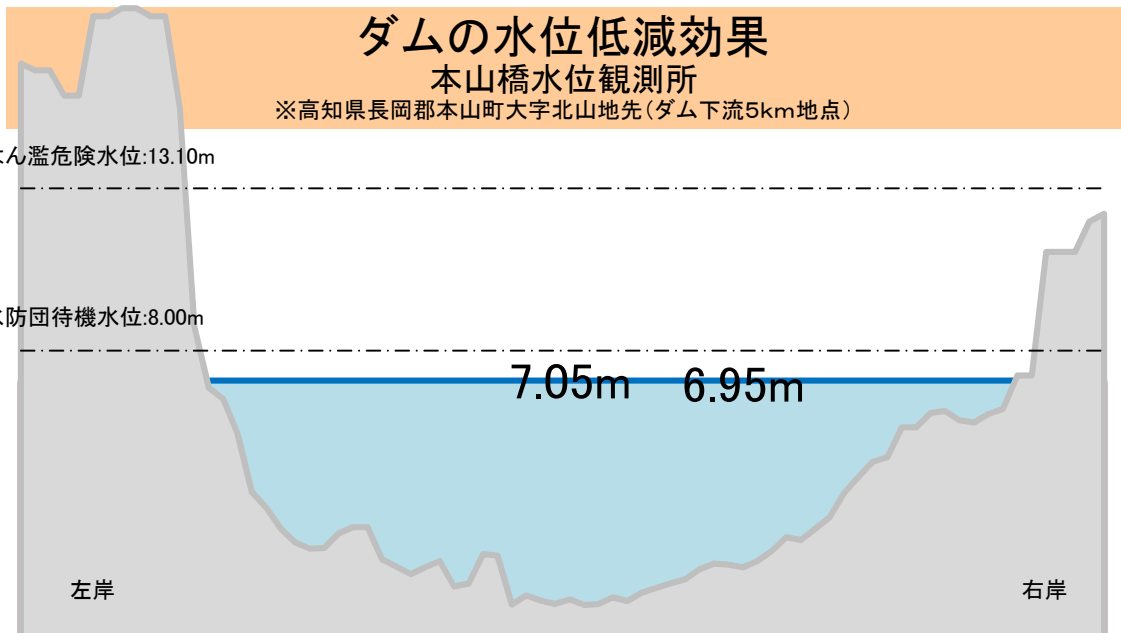 ダムの水位低減効果
本山橋水位観測所
※高知県長岡郡本山町大字北山地先(ダム下流5km地点)
はん濫危険水位:13.10m
水防団待機水位:8.00m
7.05m 6.95m
左岸 右岸